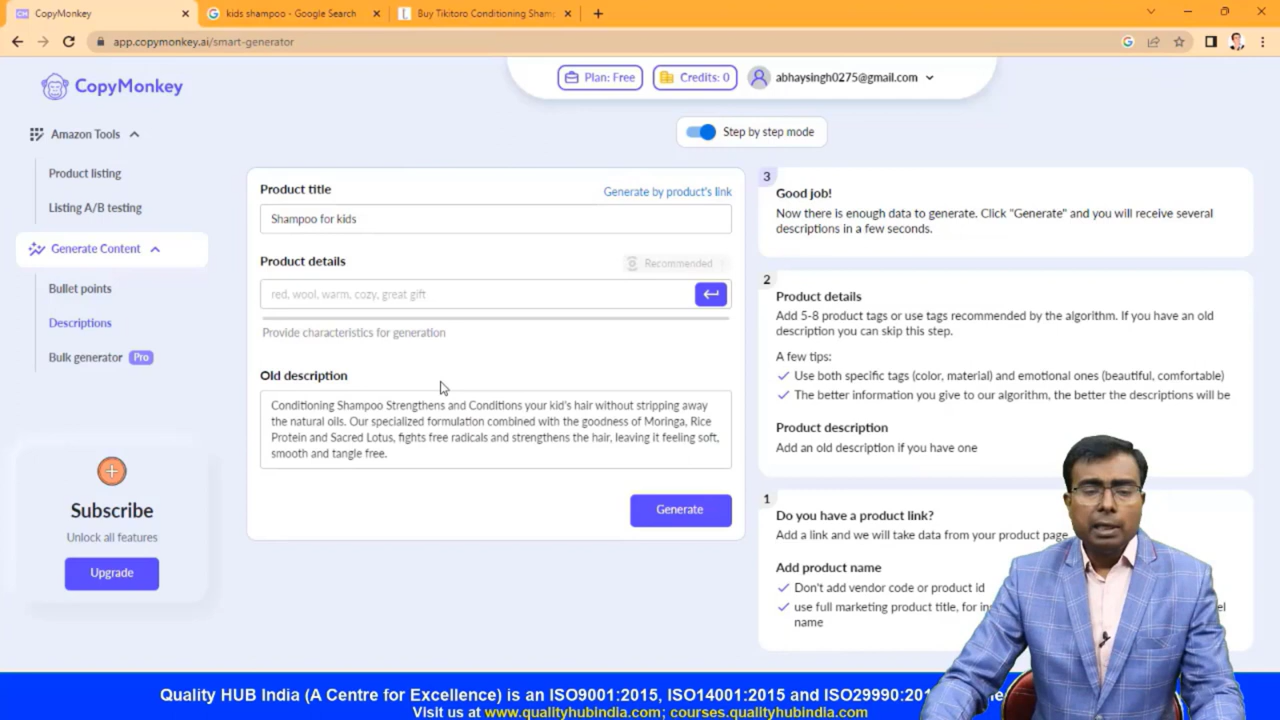 CopyMonkey
kids shampoo - Google Search
Buy Tikitoro Conditioning Sham
app.copymonkey.ai/smart-generator
CopyMonkey
Plan: Free
Credits: 0
abhaysingh0275@gmail.com
Step by step mode
Amazon Tools
Product listing
Listing A/B testing
Generate Content
Bullet points
Descriptions
Bulk generator Pro
Subscribe
Unlock all features
Upgrade
Product title
Generate by product's link
Shampoo for kids
Product details
Recommended
red, wool, warm, cozy, great gift
Provide characteristics for generation
Old description
Conditioning Shampoo Strengthens and Conditions your kid's hair without stripping away
the natural oils. Our specialized formulation combined with the goodness of Moringa, Rice
Protein and Sacred Lotus, fights free radicals and strengthens the hair, leaving it feeling soft,
smooth and tangle free.
Generate
3
Good job!
Now there is enough data to generate. Click "Generate" and you will receive several
descriptions in a few seconds.
2
Product details
Add 5-8 product tags or use tags recommended by the algorithm. If you have an old
description you can skip this step.
A few tips:
Use both specific tags (color, material) and emotional ones (beautiful, comfortable)
The better information you give to our algorithm, the better the descriptions will be
Product description
Add an old description if you have one
1
Do you have a product link?
Add a link and we will take data from your product page
Add product name
Don't add vendor code or product id
use full marketing product title, for
name
Quality HUB India (A Centre for Excellence) is an ISO9001:2015, ISO14001:2015 and
Visit us at www.qualityhubindia.com; courses.qualityhubindia.com